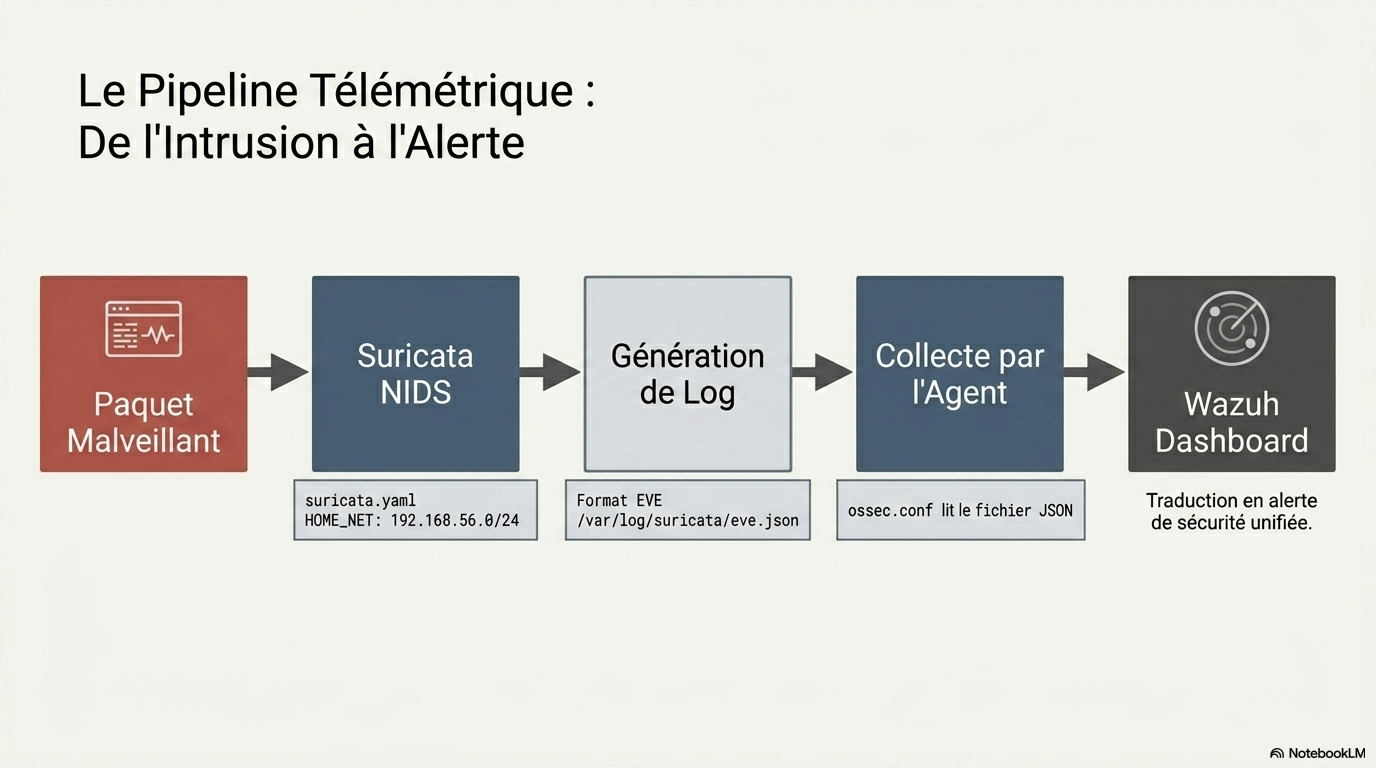 Le Pipeline Télémétrique :
De l'Intrusion à l'Alerte
Paquet
Malveillant
Suricata
NIDS
suricata.yaml
HOME_NET: 192.168.56.0/24
Génération
de Log
Format EVE
/var/log/suricata/eve.json
Collecte par
l'Agent
ossec.conf lit le fichier JSON
Wazuh
Dashboard
Traduction en alerte
de sécurité unifiée.
NotebookLM